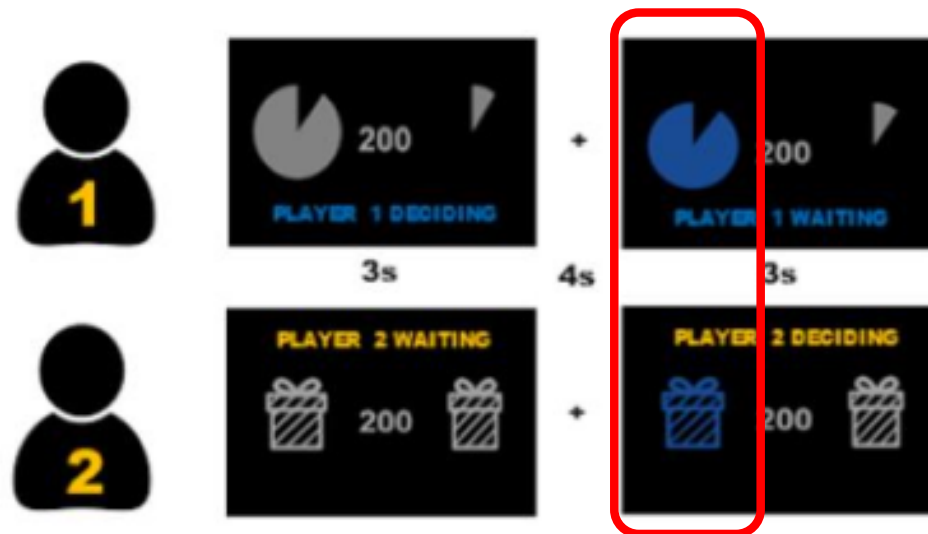 1
200
PLAYER 1 DECIDING
+
200
PLAYER 1 WAITING
3s
4s
3s
2
PLAYER 2 WAITING
200
+
PLAYER 2 DECIDING
200